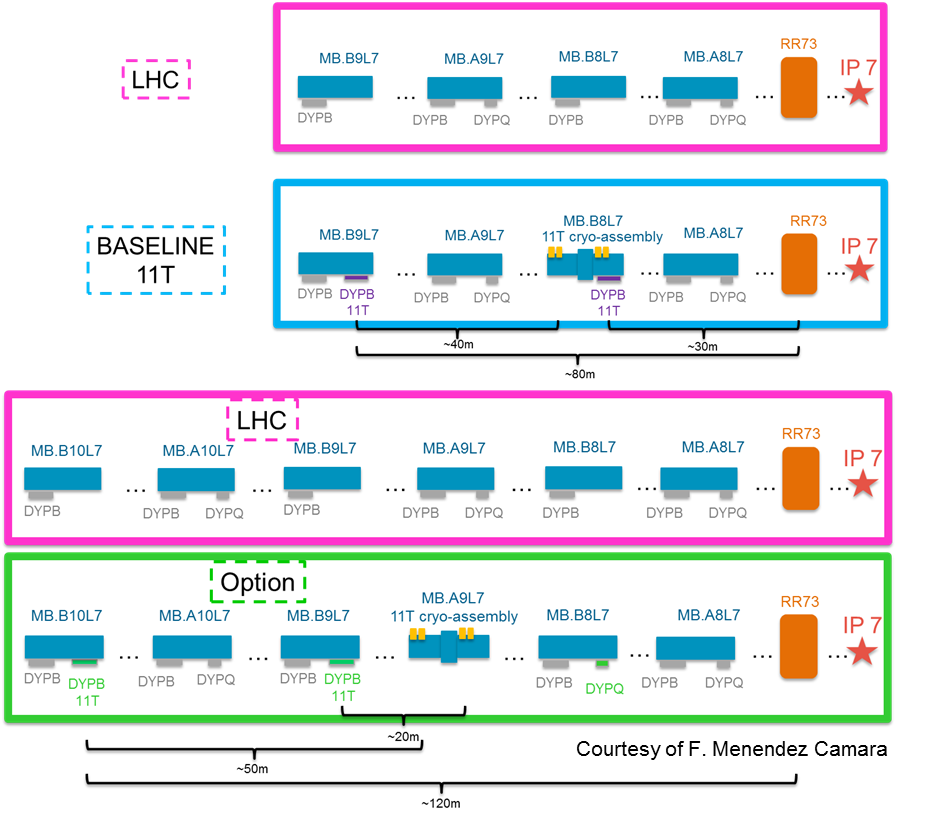 LHC
MB.B9L7
...
MB.A9L7
...
MB.B8L7
...
MB.A8L7
...
RR73
...
IP 7
DYPB
DYPB
DYPQ
DYPB
DYPB
DYPQ
BASELINE
11T
MB.B9L7
...
MB.A9L7
...
MB.B8L7
11T cryo-assembly
...
MB.A8L7
...
RR73
...
IP 7
DYPB
DYPB
11T
DYPB
DYPQ
DYPB
11T
DYPB
DYPQ
~40m
~30m
~80m
LHC
MB.B10L7
...
MB.A10L7
...
MB.B9L7
...
MB.A9L7
...
MB.B8L7
...
MB.A8L7
...
RR73
...
IP 7
DYPB
DYPB
DYPQ
DYPB
DYPB
DYPQ
DYPB
DYPB
DYPQ
Option
MB.B10L7
...
MB.A10L7
...
MB.B9L7
...
MB.A9L7
11T cryo-assembly
...
MB.B8L7
...
MB.A8L7
...
RR73
...
IP 7
DYPB
DYPB
11T
DYPB
DYPQ
DYPB
DYPB
11T
DYPB
DYPQ
DYPB
DYPQ
~20m
~50m
~120m
Courtesy of F. Menendez Camara